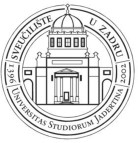 SVEUČILIŠTE U ZADRU
1396
2002
UNIVERSITAS STUDIORUM JADERTINA